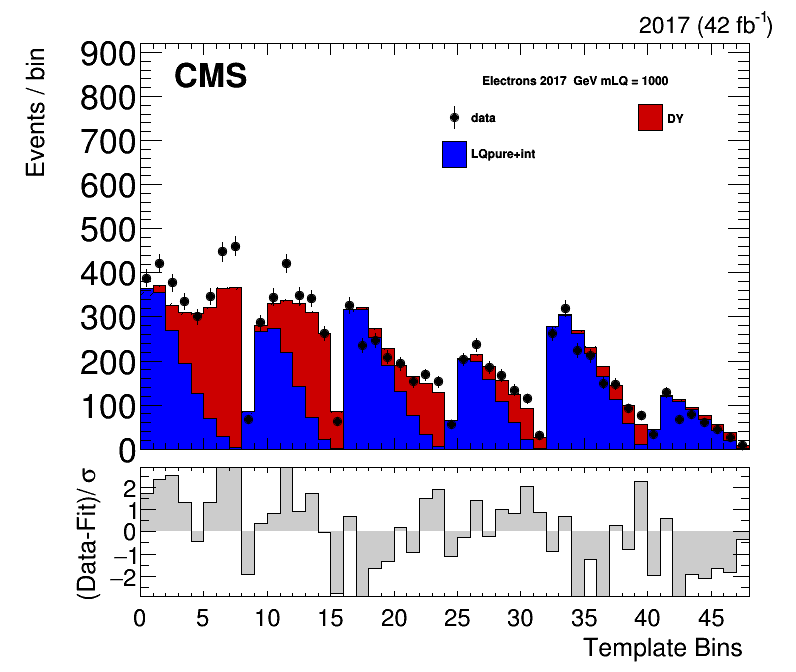 2017 (42 fb-1)
Events / bin
900
800
700
600
500
400
300
200
100
0
CMS
Electrons 2017 GeV mLQ = 1000
data
DY
LQpure+int
(Data-Fit)/ σ
2
1
0
−1
−2
0 5 10 15 20 25 30 35 40 45
Template Bins